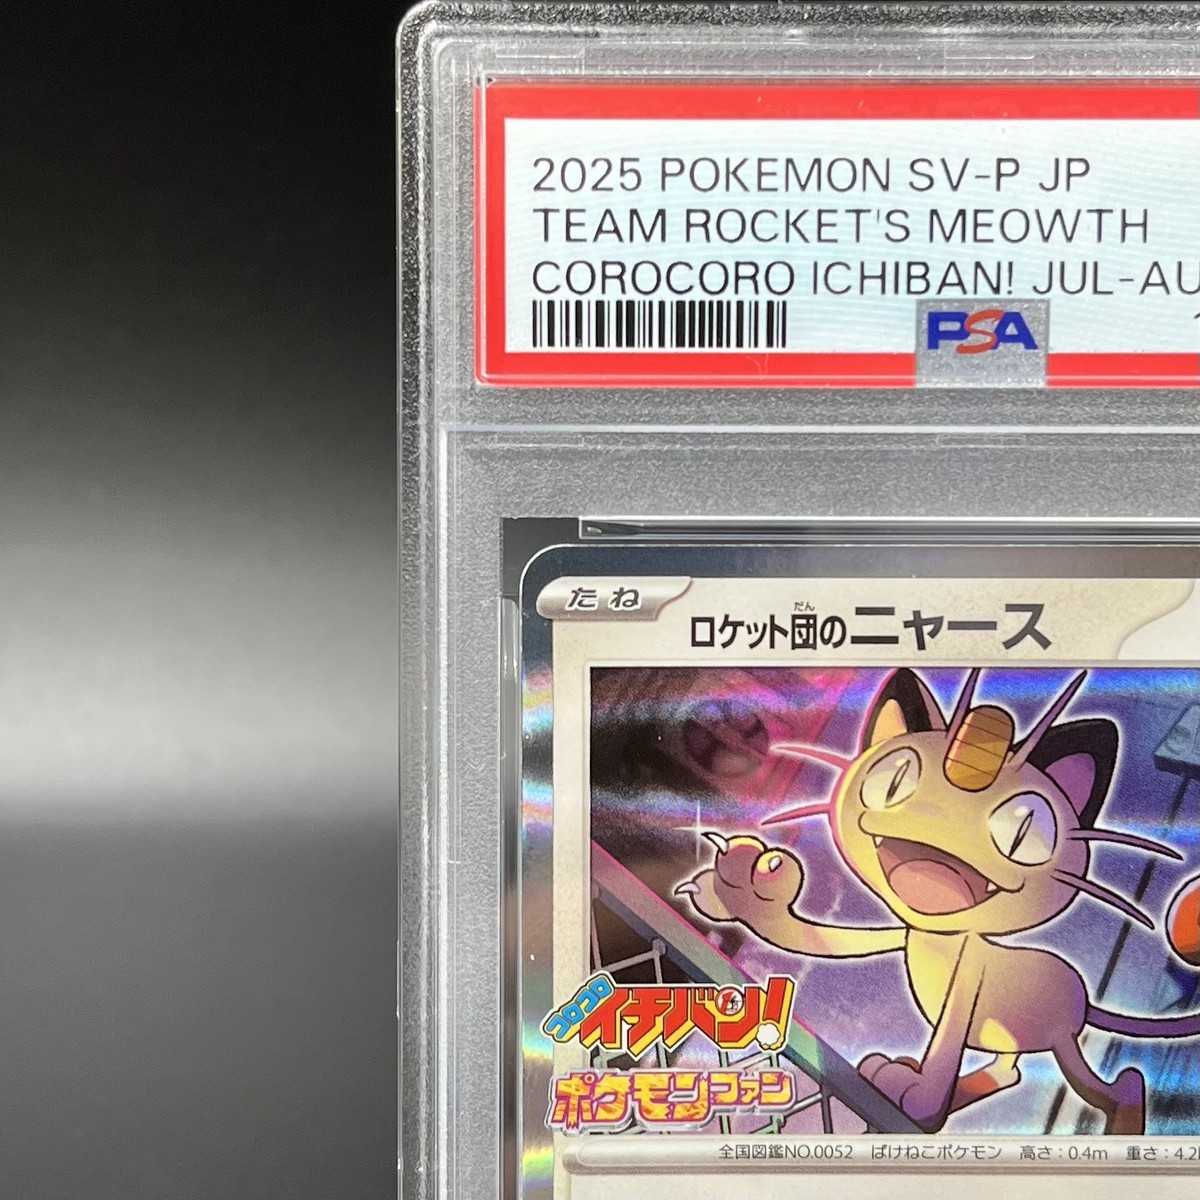 2025 POKEMON SV-P JP
TEAM ROCKET'S MEOWTH
COROCORO ICHIBAN! JUL-AU
PSA
たね
ロケット団のニャース
だん
コロコロ
イチバン!
ポケモンファン
全国図鑑NO.0052 ばけねこポケモン 高さ:0.4m 重さ:4.2